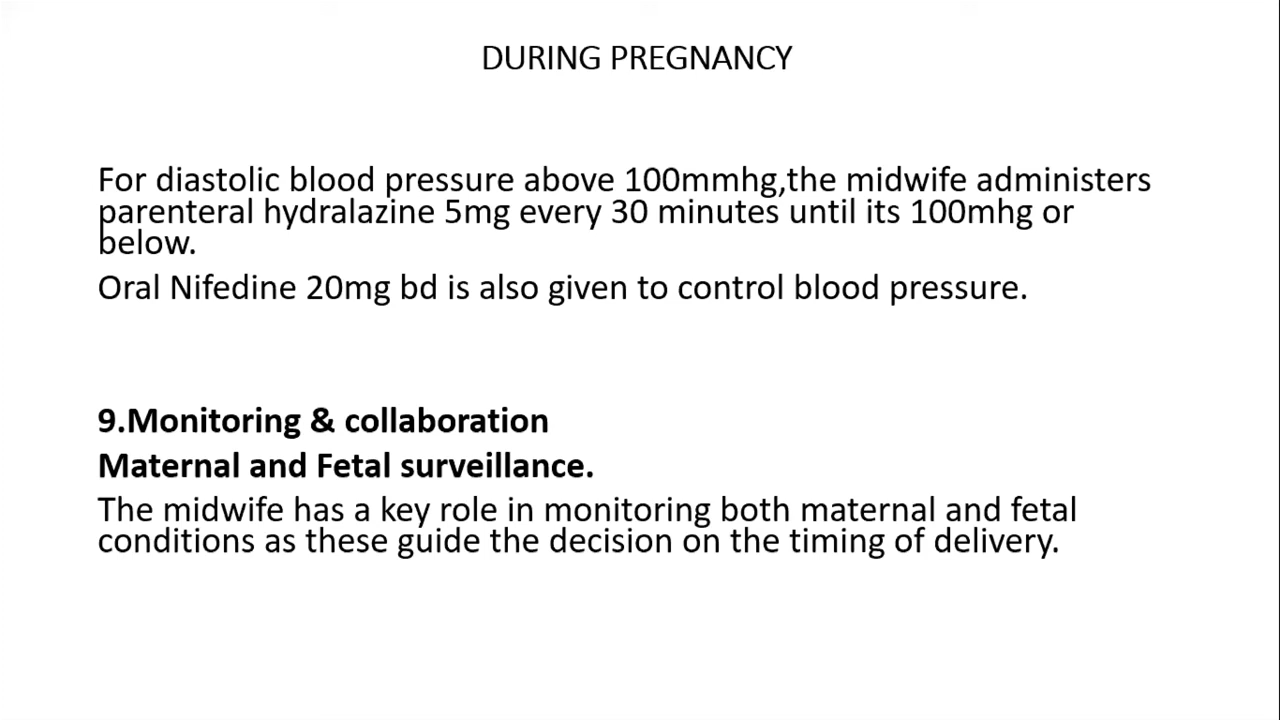 DURING PREGNANCY
For diastolic blood pressure above 100mmhg,the midwife administers
parenteral hydralazine 5mg every 30 minutes until its 100mhg or
below.
Oral Nifedine 20mg bd is also given to control blood pressure.
9.Monitoring & collaboration
Maternal and Fetal surveillance.
The midwife has a key role in monitoring both maternal and fetal
conditions as these guide the decision on the timing of delivery.